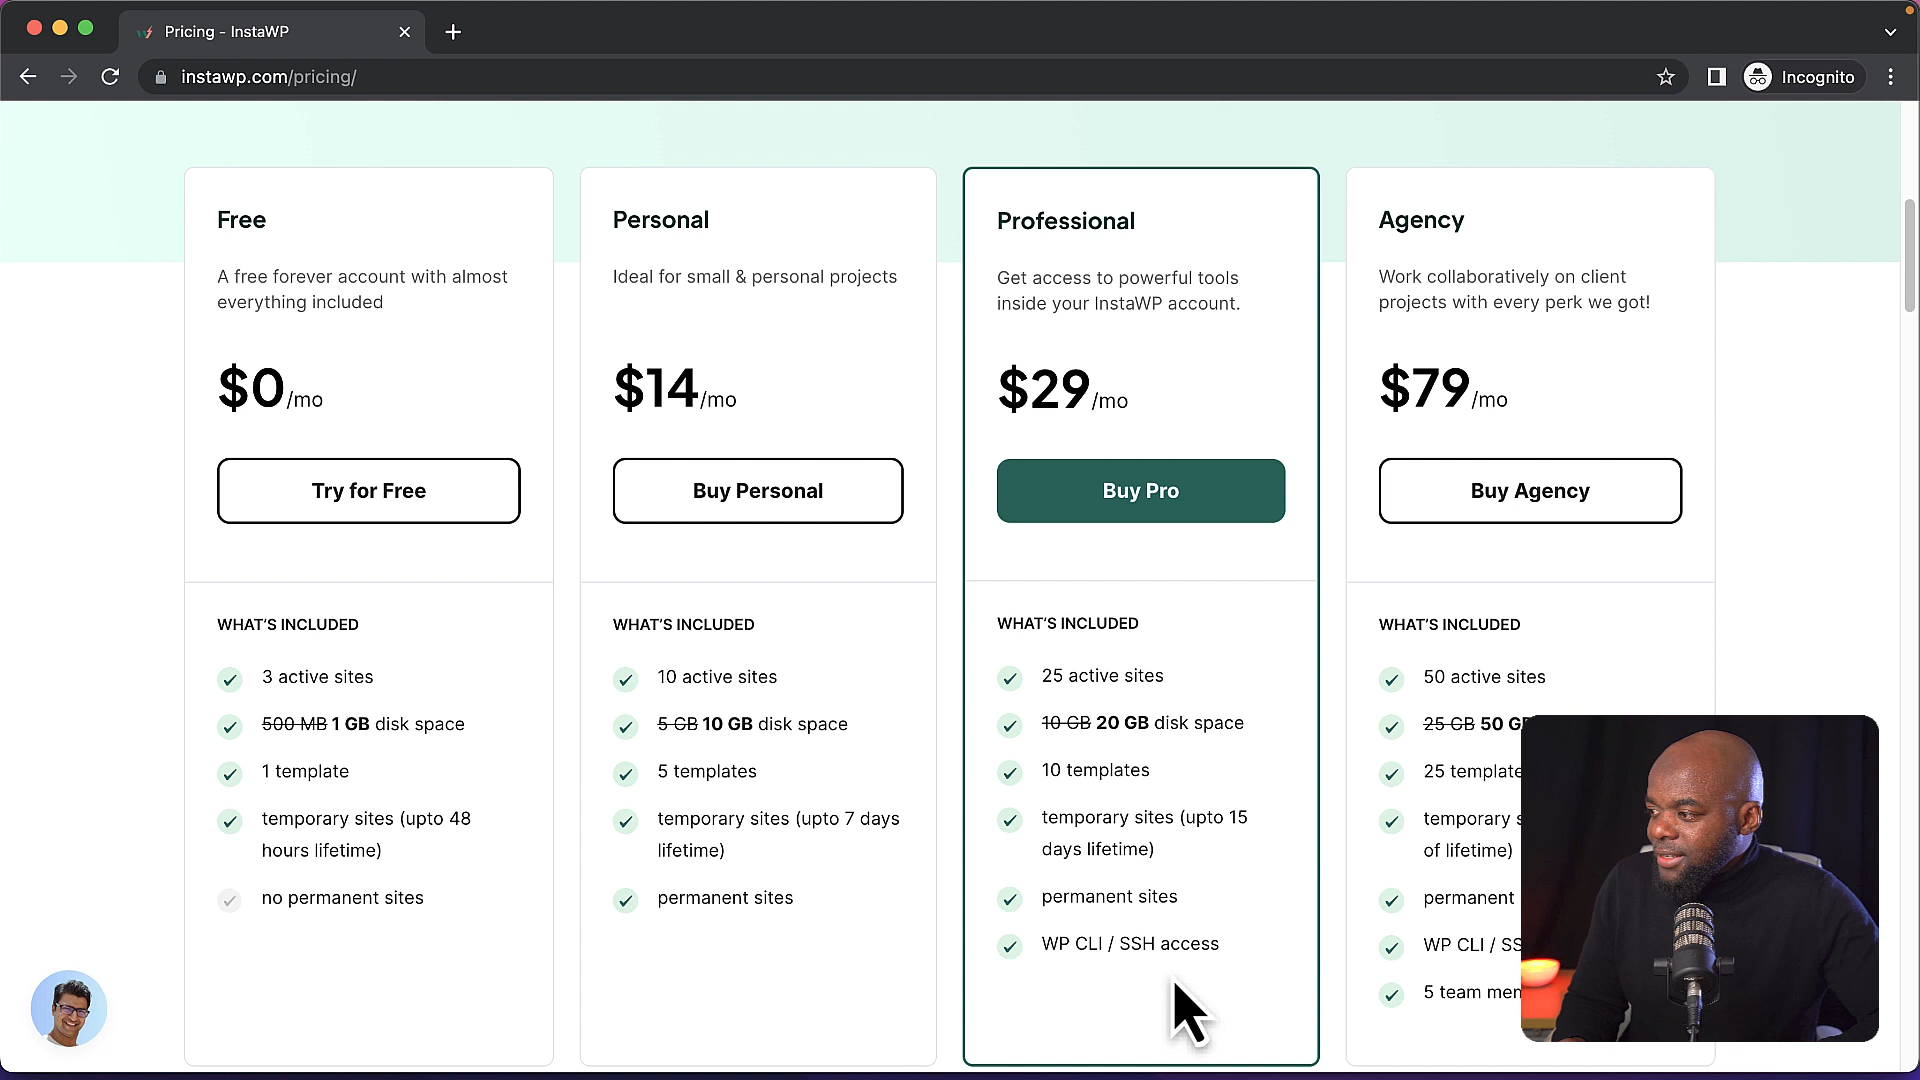 Pricing - InstaWP
instawp.com/pricing/
Incognito
Free
A free forever account with almost
everything included
$0/mo
Try for Free
WHAT'S INCLUDED
3 active sites
500 MB 1 GB disk space
1 template
temporary sites (upto 48
hours lifetime)
no permanent sites
Personal
Ideal for small & personal projects
$14/mo
Buy Personal
WHAT'S INCLUDED
10 active sites
5 GB 10 GB disk space
5 templates
temporary sites (upto 7 days
lifetime)
permanent sites
Professional
Get access to powerful tools
inside your InstaWP account.
$29/mo
Buy Pro
WHAT'S INCLUDED
25 active sites
10 GB 20 GB disk space
10 templates
temporary sites (upto 15
days lifetime)
permanent sites
WP CLI / SSH access
Agency
Work collaboratively on client
projects with every perk we got!
$79/mo
Buy Agency
WHAT'S INCLUDED
50 active sites
25 GB 50
25
temporary
of lifetime)
permanent
WP CLI /
5 team